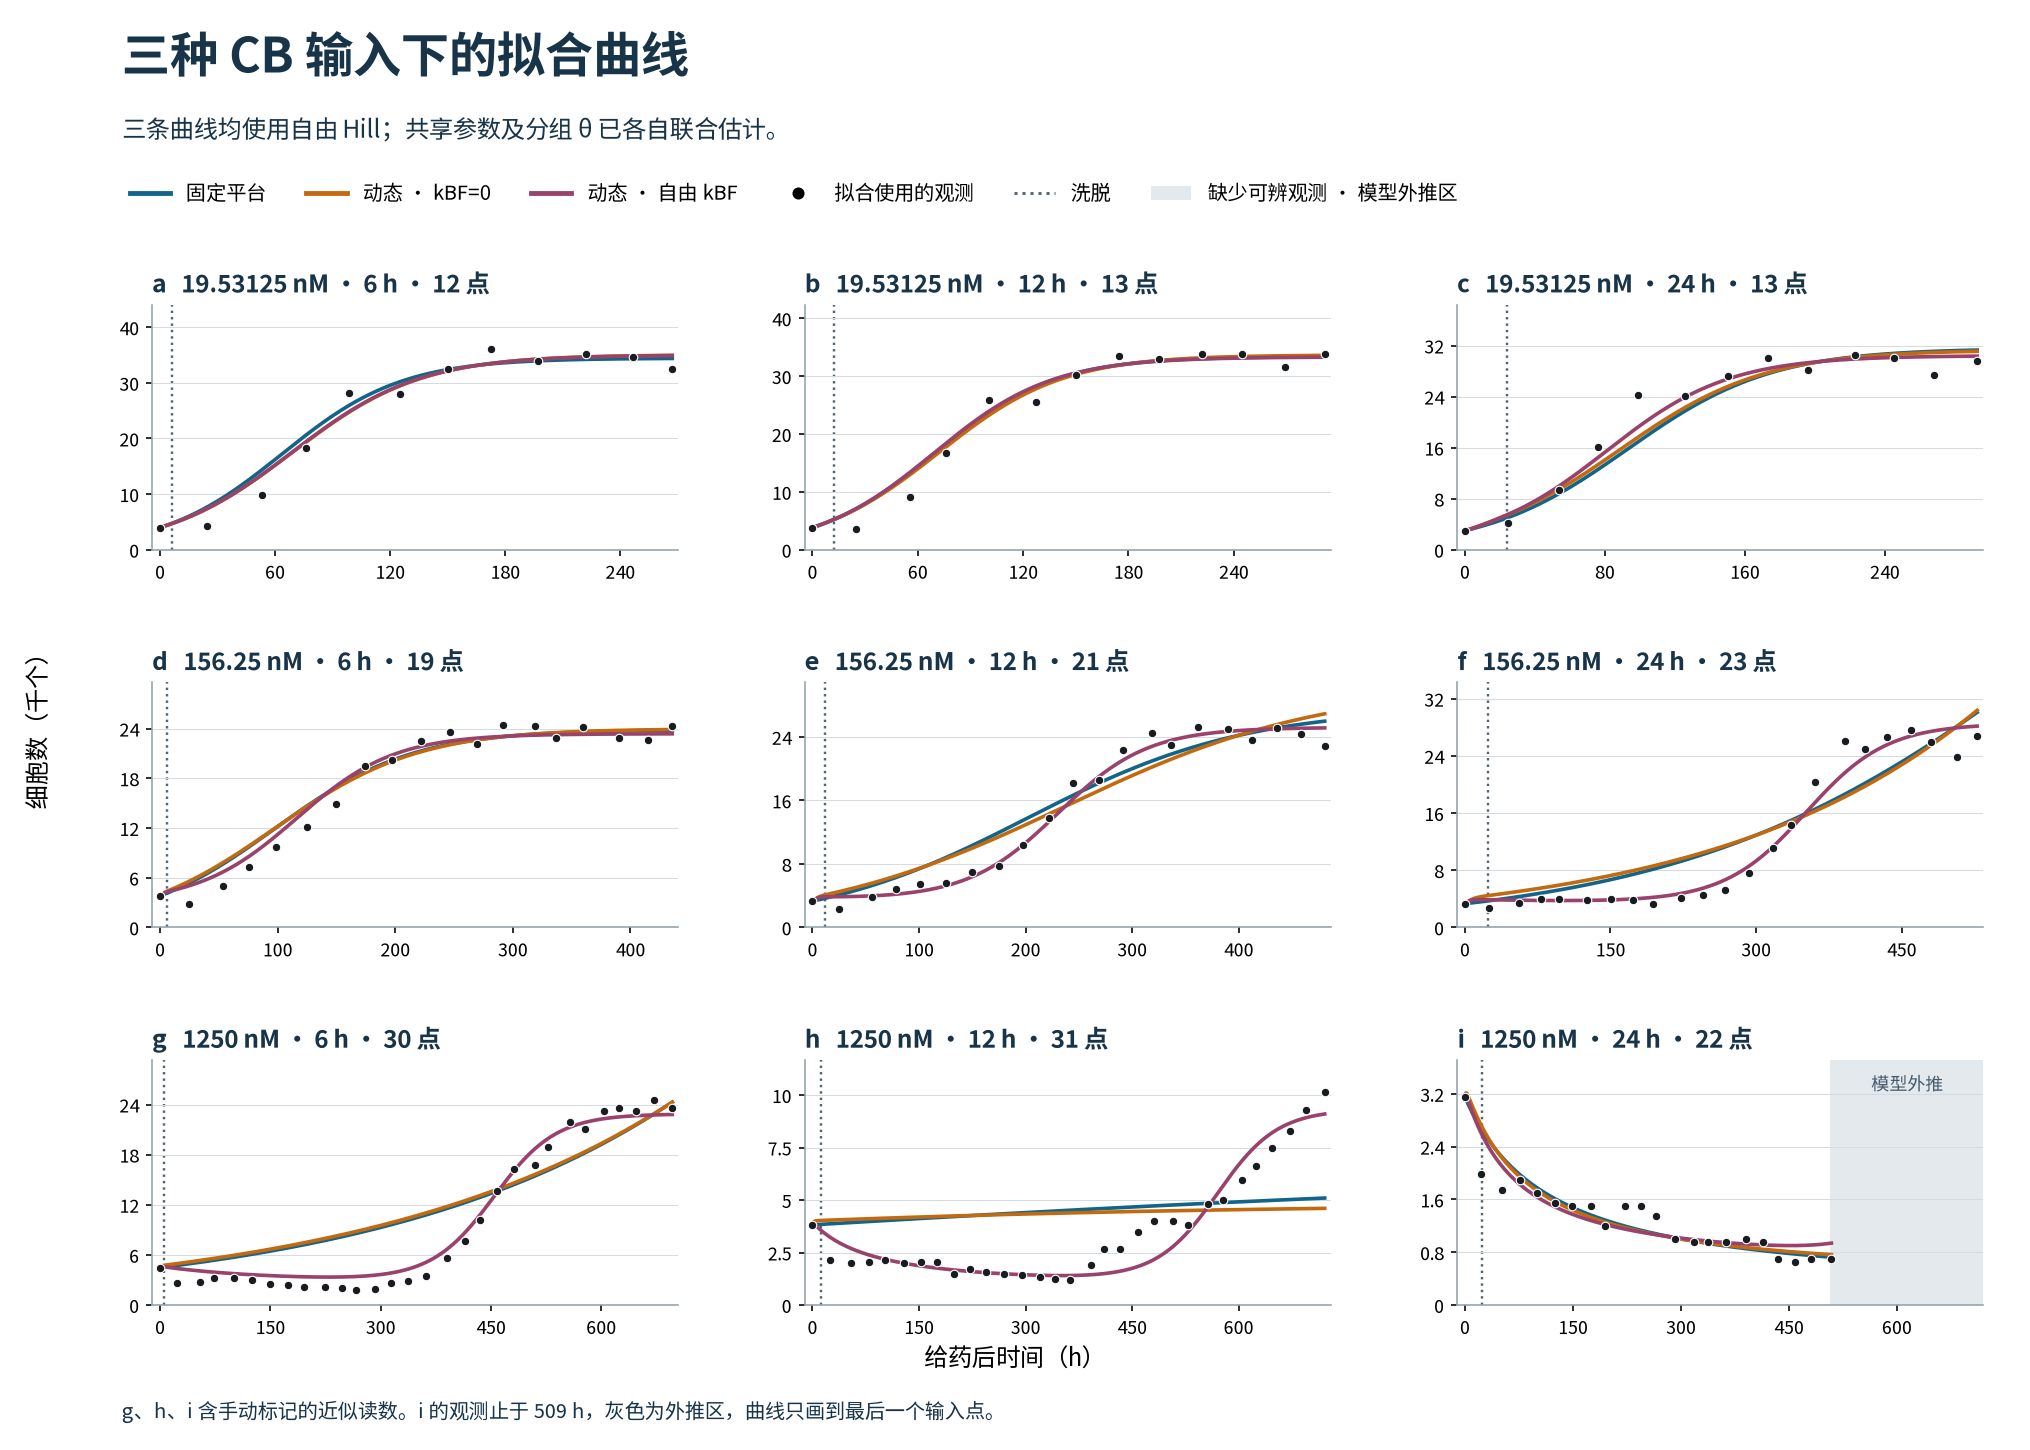 三种 CB 输入下的拟合曲线
三条曲线均使用自由 Hill；共享参数及分组 θ 已各自联合估计。
固定平台 动态 · kBF=0 动态 · 自由 kBF 拟合使用的观测 洗脱 缺少可辨观测 · 模型外推区
a 19.53125 nM · 6 h · 12 点
40
30
20
10
0
0 60 120 180 240
b 19.53125 nM · 12 h · 13 点
40
30
20
10
0
0 60 120 180 240
c 19.53125 nM · 24 h · 13 点
32
24
16
8
0
0 80 160 240
细胞数（千个）
d 156.25 nM · 6 h · 19 点
24
18
12
6
0
0 100 200 300 400
e 156.25 nM · 12 h · 21 点
24
16
8
0
0 100 200 300 400
f 156.25 nM · 24 h · 23 点
32
24
16
8
0
0 150 300 450
g 1250 nM · 6 h · 30 点
24
18
12
6
0
0 150 300 450 600
h 1250 nM · 12 h · 31 点
10
7.5
5
2.5
0
0 150 300 450 600
i 1250 nM · 24 h · 22 点
模型外推
3.2
2.4
1.6
0.8
0
0 150 300 450 600
给药后时间（h）
g、h、i 含手动标记的近似读数。i 的观测止于 509 h，灰色为外推区，曲线只画到最后一个输入点。